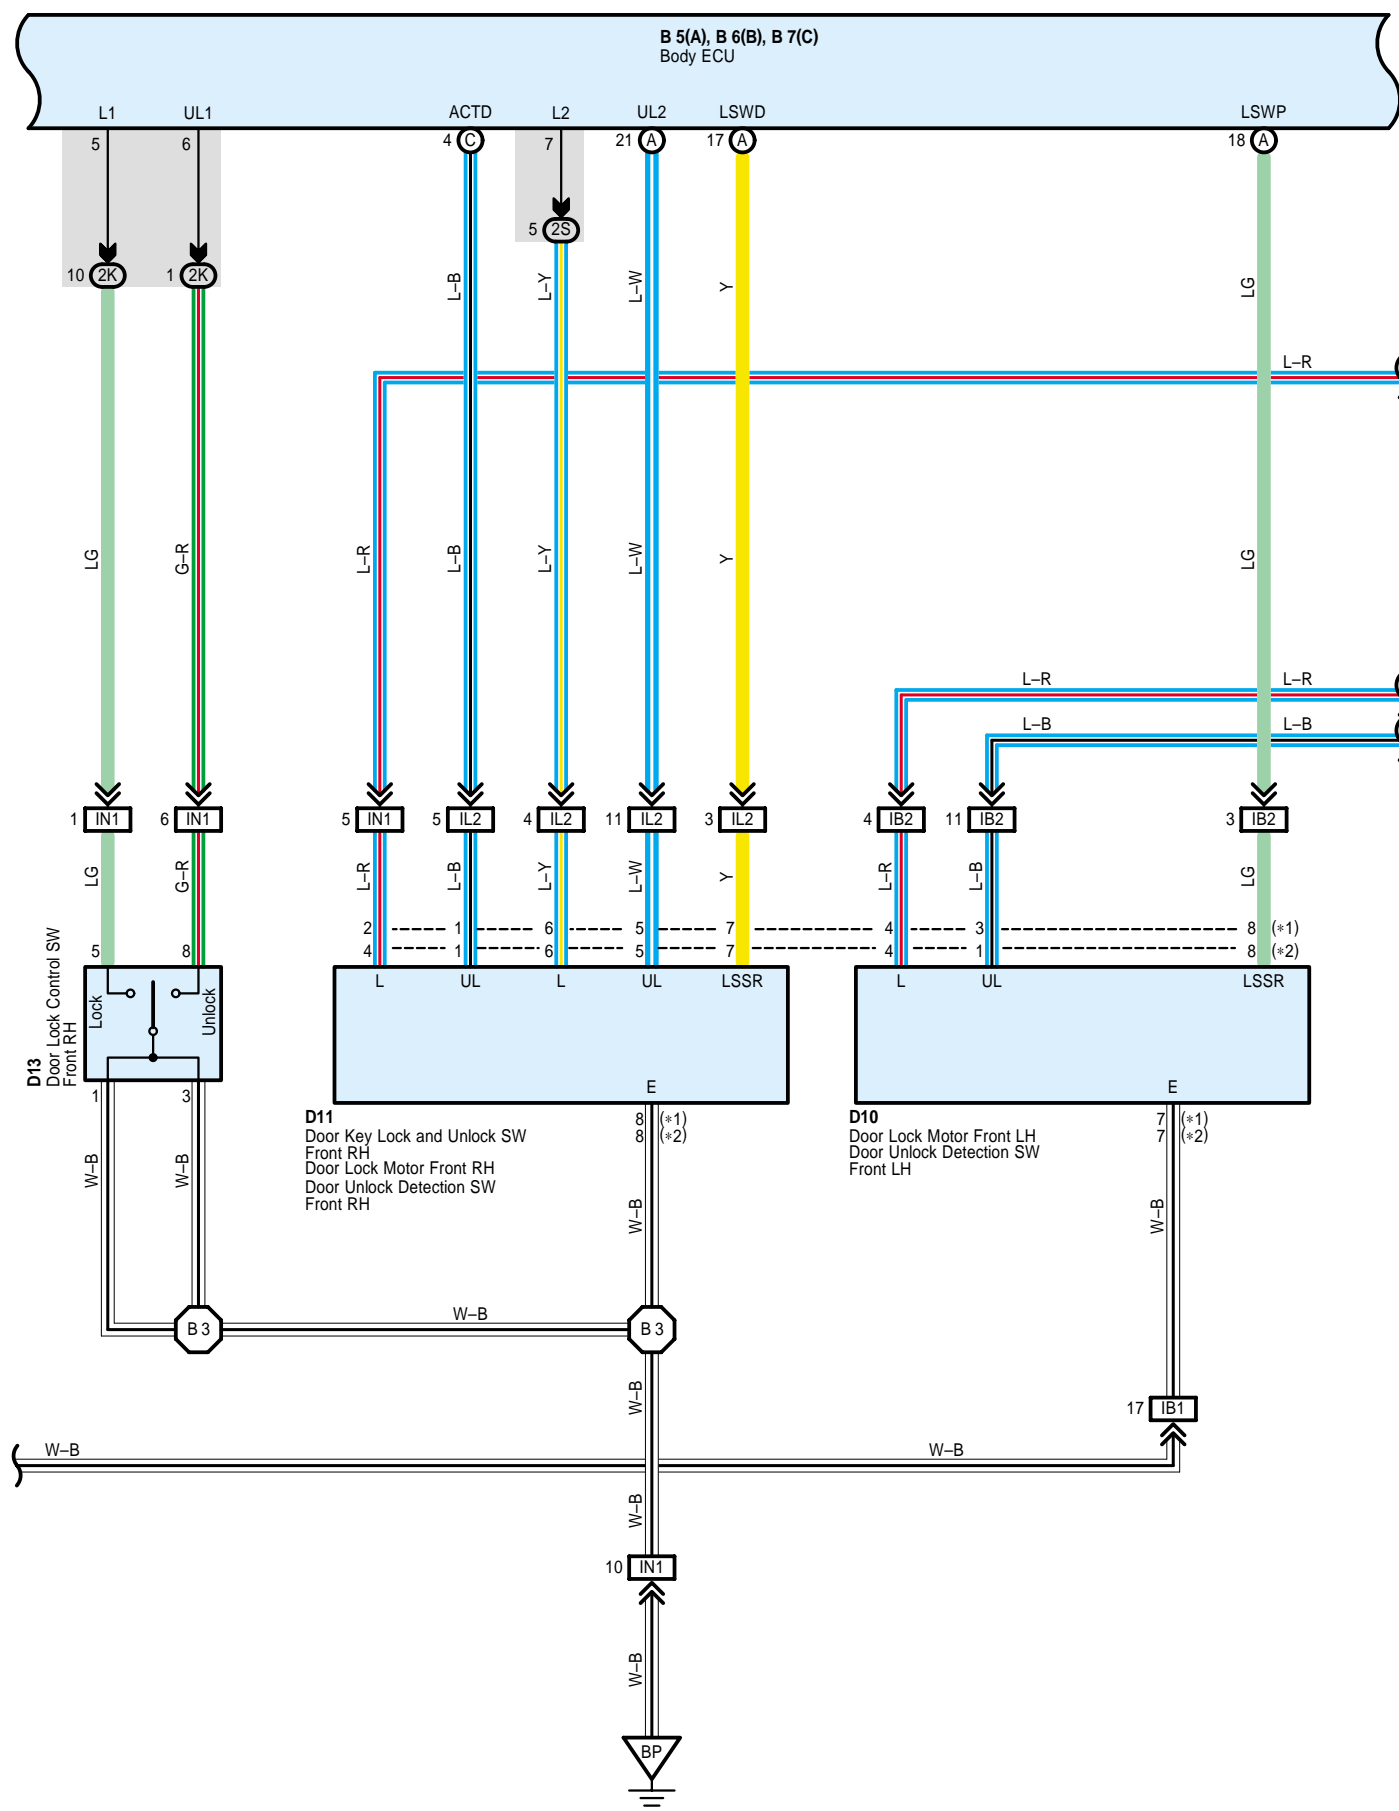 B 5(A), B 6(B), B 7(C)
Body ECU
L1 UL1 ACTD L2 UL2 LSWD LSWP
5 6 4 C 7 21 A 17 A 18 A
5 2S
10 2K 1 2K
L–B L–Y L–W Y LG
L–R
LG G–R L–R L–B L–Y L–W Y LG
L–R L–R
L–B L–B
1 IN1 6 IN1 5 IN1 5 IL2 4 IL2 11 IL2 3 IL2 4 IB2 11 IB2 3 IB2
LG G–R L–R L–B L–Y L–W Y L–R L–B LG
2 1 6 5 7 4 3 8 (*1)
5 8 4 1 6 5 7 4 1 8 (*2)
L UL L UL LSSR L UL LSSR
Lock Unlock
D13
Door Lock Control SW
Front RH
E E
1 3
D11
Door Key Lock and Unlock SW
Front RH
Door Lock Motor Front RH
Door Unlock Detection SW
Front RH
8 (*1)
8 (*2)
D10
Door Lock Motor Front LH
Door Unlock Detection SW
Front LH
7 (*1)
7 (*2)
W–B W–B W–B W–B
W–B
B 3 B 3
W–B
17 IB1
W–B W–B
W–B
10 IN1
W–B
BP